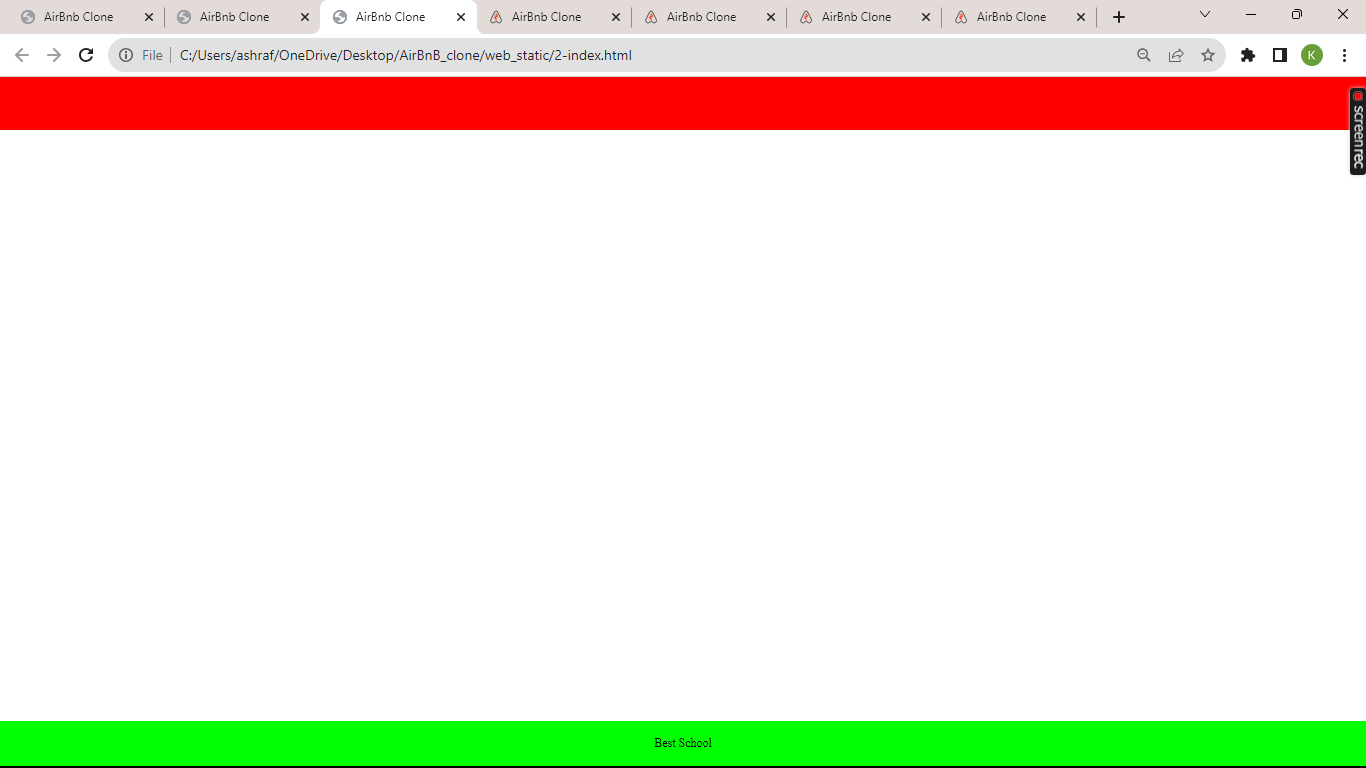 AirBnb Clone AirBnb Clone AirBnb Clone AirBnb Clone AirBnb Clone AirBnb Clone AirBnb Clone
File C:/Users/ashraf/OneDrive/Desktop/AirBnB_clone/web_static/2-index.html K
screenrec
Best School